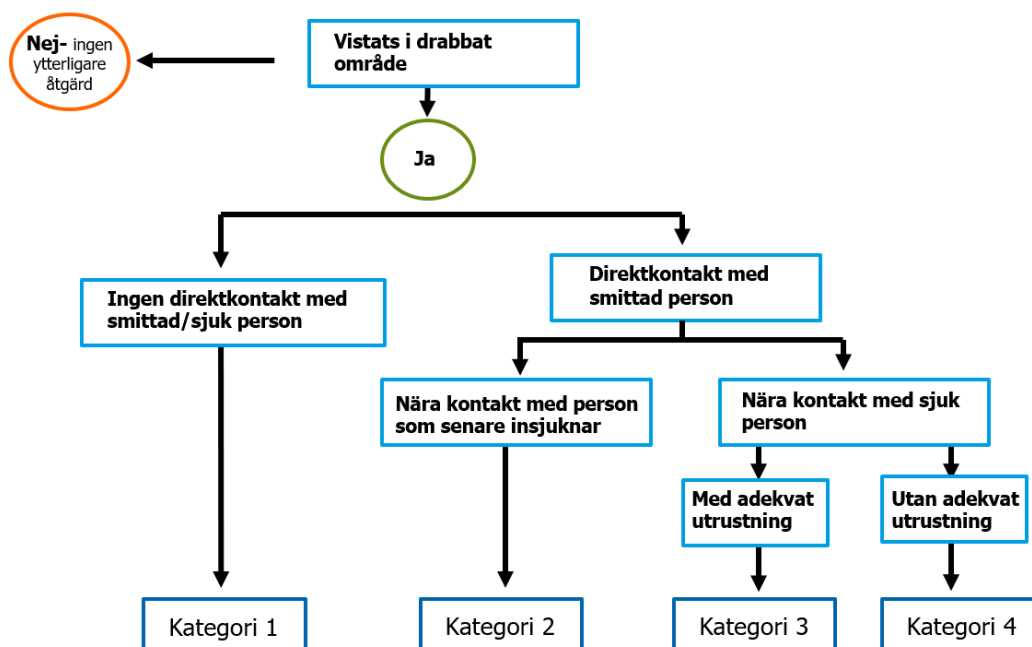 Nej- ingen
ytterligare
åtgärd
Vistats i drabbat
område
Ja
Ingen direktkontakt med
smittad/sjuk person
Direktkontakt med
smittad person
Nära kontakt med person
som senare insjuknar
Nära kontakt med sjuk
person
Med adekvat
utrustning
Utan adekvat
utrustning
Kategori 1
Kategori 2
Kategori 3
Kategori 4